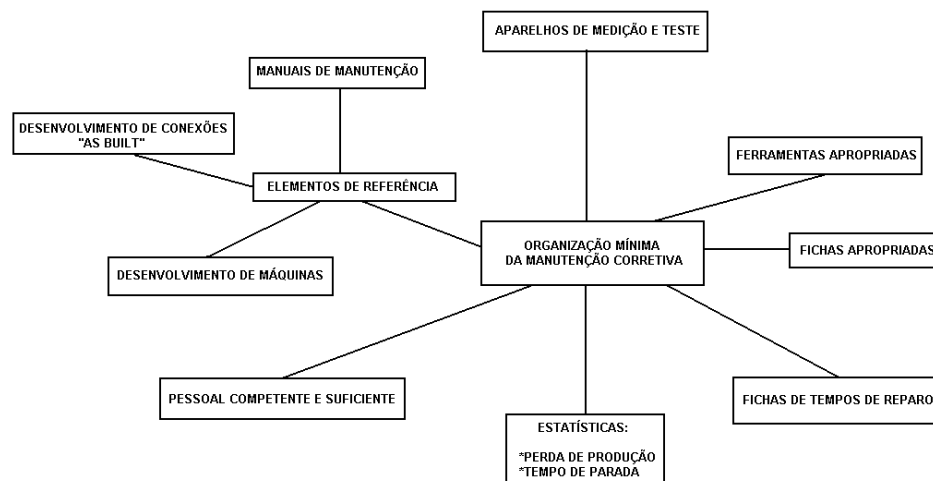 APARELHOS DE MEDIÇÃO E TESTE
MANUAIS DE MANUTENÇÃO
DESENVOLVIMENTO DE CONEXÕES
"AS BUILT"
FERRAMENTAS APROPRIADAS
ELEMENTOS DE REFERÊNCIA
ORGANIZAÇÃO MÍNIMA
DA MANUTENÇÃO CORRETIVA
FICHAS APROPRIADAS
DESENVOLVIMENTO DE MÁQUINAS
PESSOAL COMPETENTE E SUFICIENTE
FICHAS DE TEMPOS DE REPARO
ESTATÍSTICAS:
*PERDA DE PRODUÇÃO
*TEMPO DE PARADA